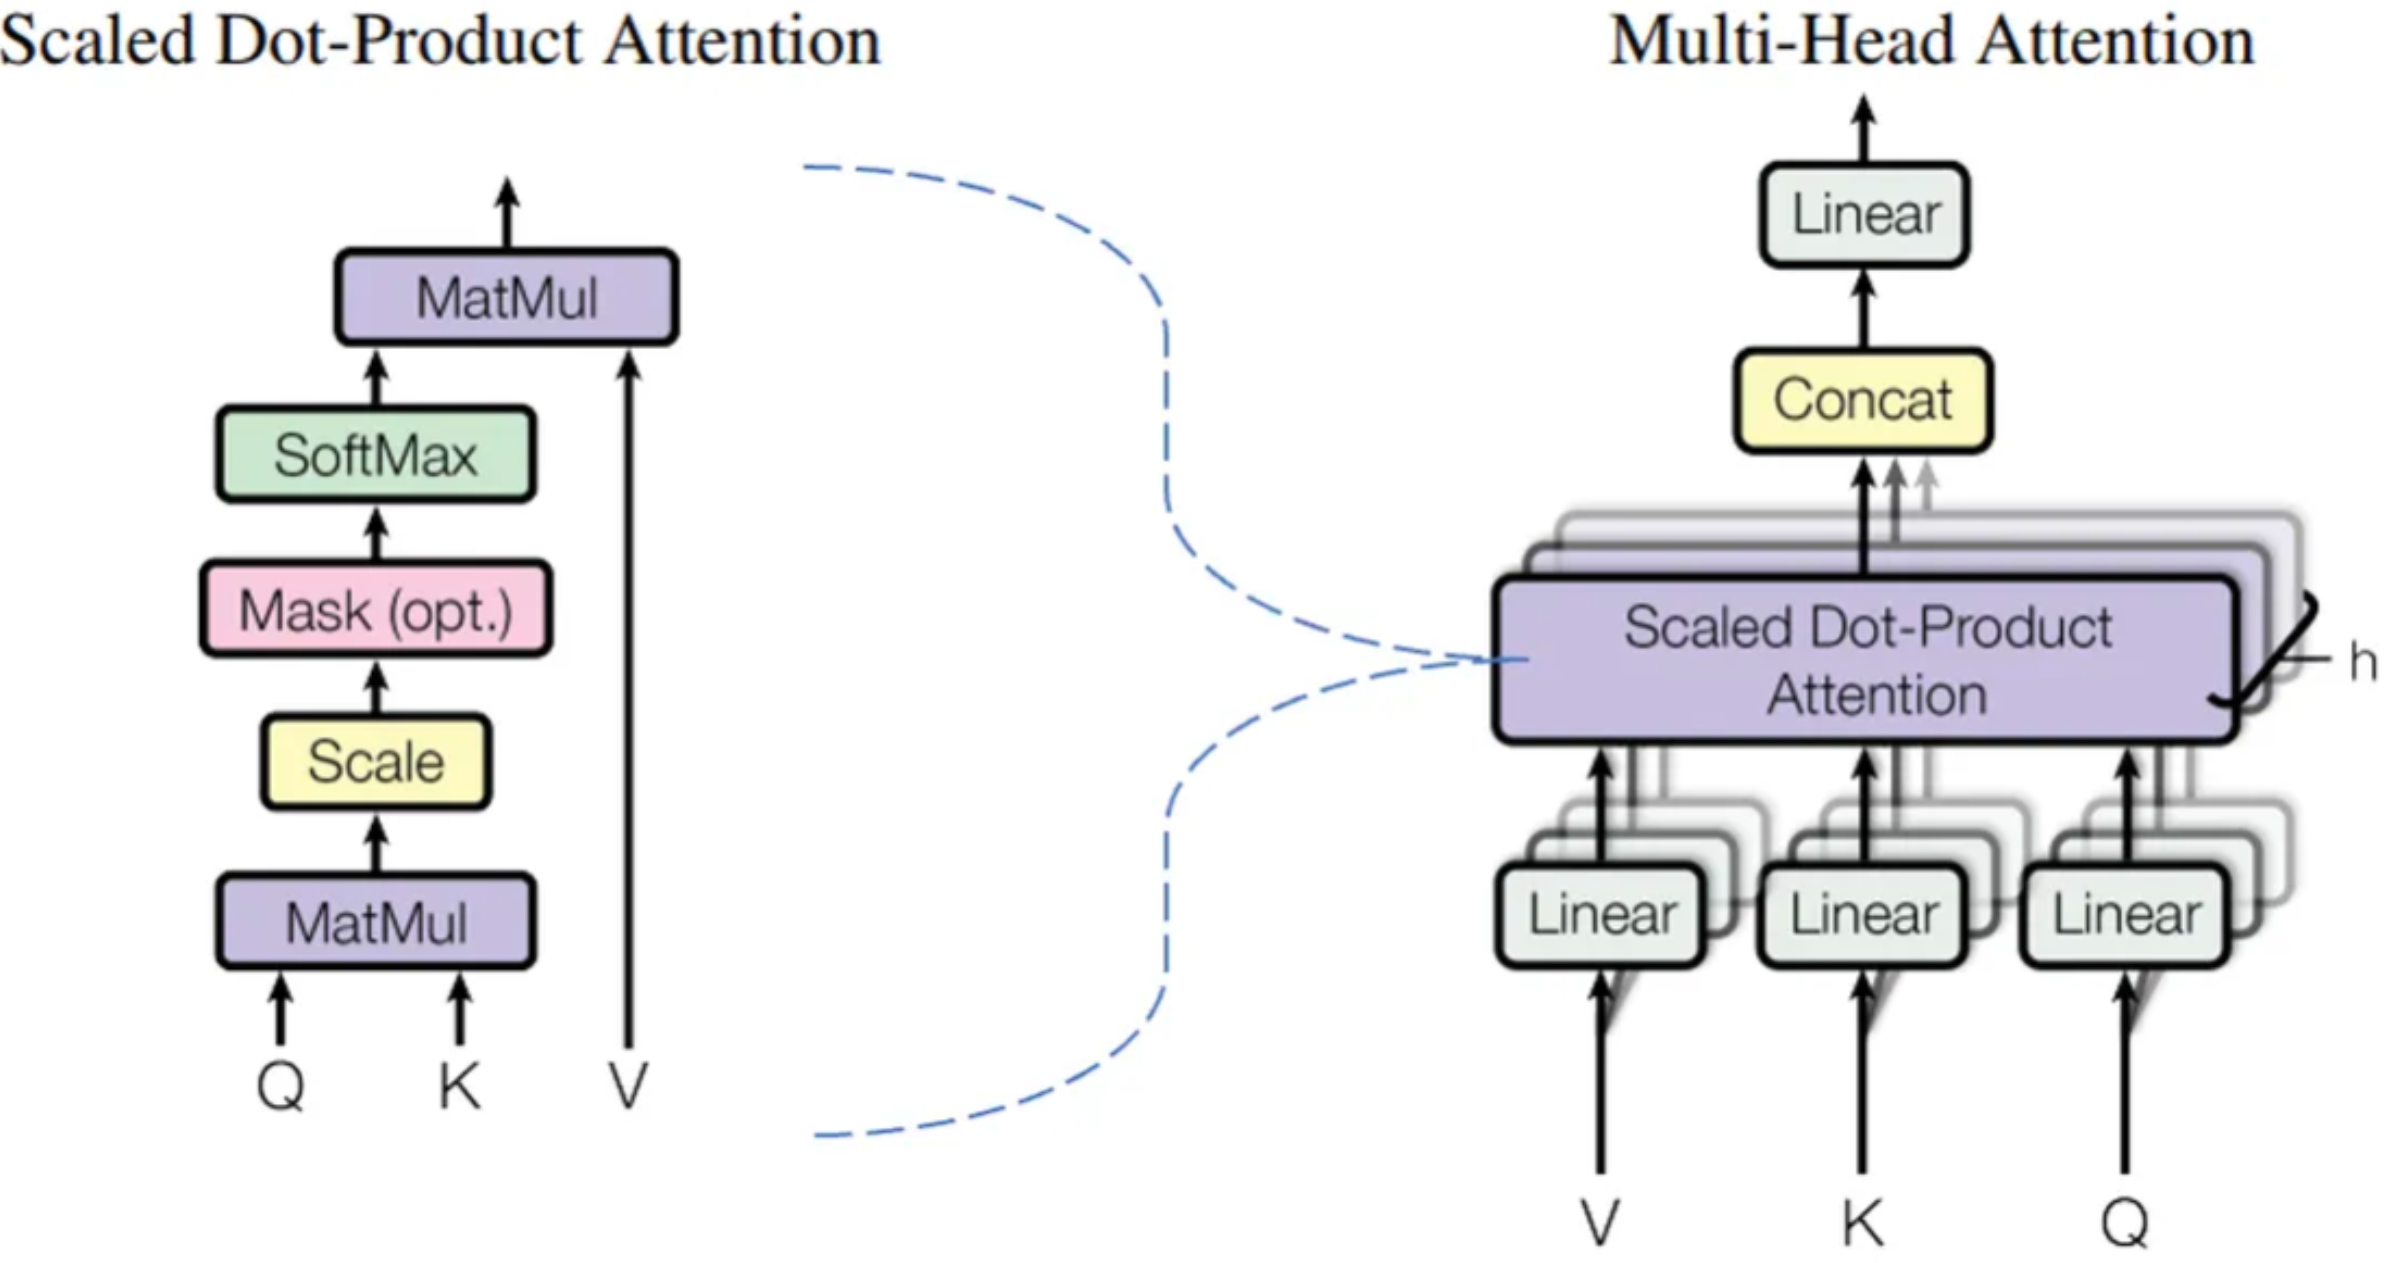 Scaled Dot-Product Attention
MatMul
SoftMax
Mask (opt.)
Scale
MatMul
Q K V
Multi-Head Attention
Linear
Concat
Scaled Dot-Product
Attention
h
Linear Linear Linear
V K Q